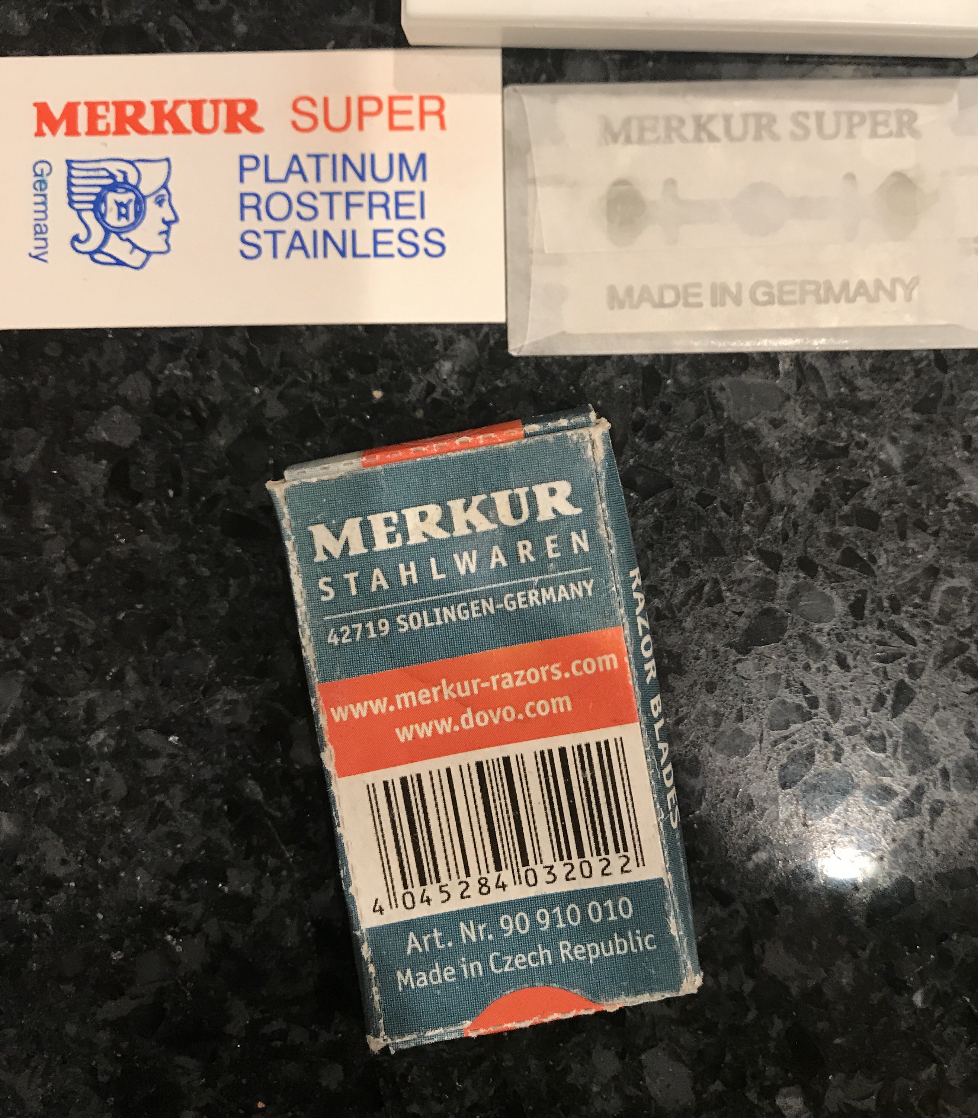 MERKUR SUPER
Germany
PLATINUM
ROSTFREI
STAINLESS
MERKUR SUPER
MADE IN GERMANY
MERKUR
STAHLWAREN
42719 SOLINGEN-GERMANY
www.merkur-razors.com
www.dovo.com
4 045284 032022
Art. Nr. 90 910 010
Made in Czech Republic
RAZOR BLADES